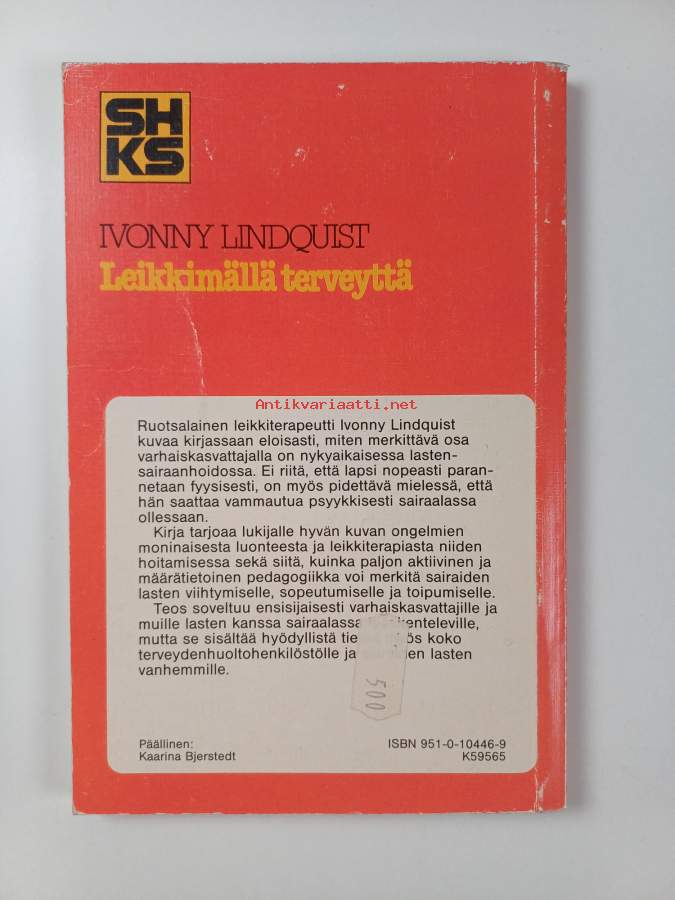 SH
KS
IVONNY LINDQUIST
Leikkimällä terveyttä
Antikvariaatti.net
Ruotsalainen leikkiterapeutti Ivonny Lindquist
kuvaa kirjassaan eloisasti, miten merkittävä osa
varhaiskasvattajalla on nykyaikaisessa lasten-
sairaanhoidossa. Ei riitä, että lapsi nopeasti paran-
netaan fyysisesti, on myös pidettävä mielessä, että
hän saattaa vammautua psyykkisesti sairaalassa
ollessaan.
Kirja tarjoaa lukijalle hyvän kuvan ongelmien
moninaisesta luonteesta ja leikkiterapiasta niiden
hoitamisessa sekä siitä, kuinka paljon aktiivinen ja
määrätietoinen pedagogiikka voi merkitä sairaiden
lasten viihtymiselle, sopeutumiselle ja toipumiselle.
Teos soveltuu ensisijaisesti varhaiskasvattajille ja
muille lasten kanssa sairaalassa
mutta se sisältää hyödyllistä koko
terveydenhuoltohenkilöstölle ja lasten
vanhemmille.
500
Päällinen:
Kaarina Bjerstedt
ISBN 951-0-10446-9
K59565